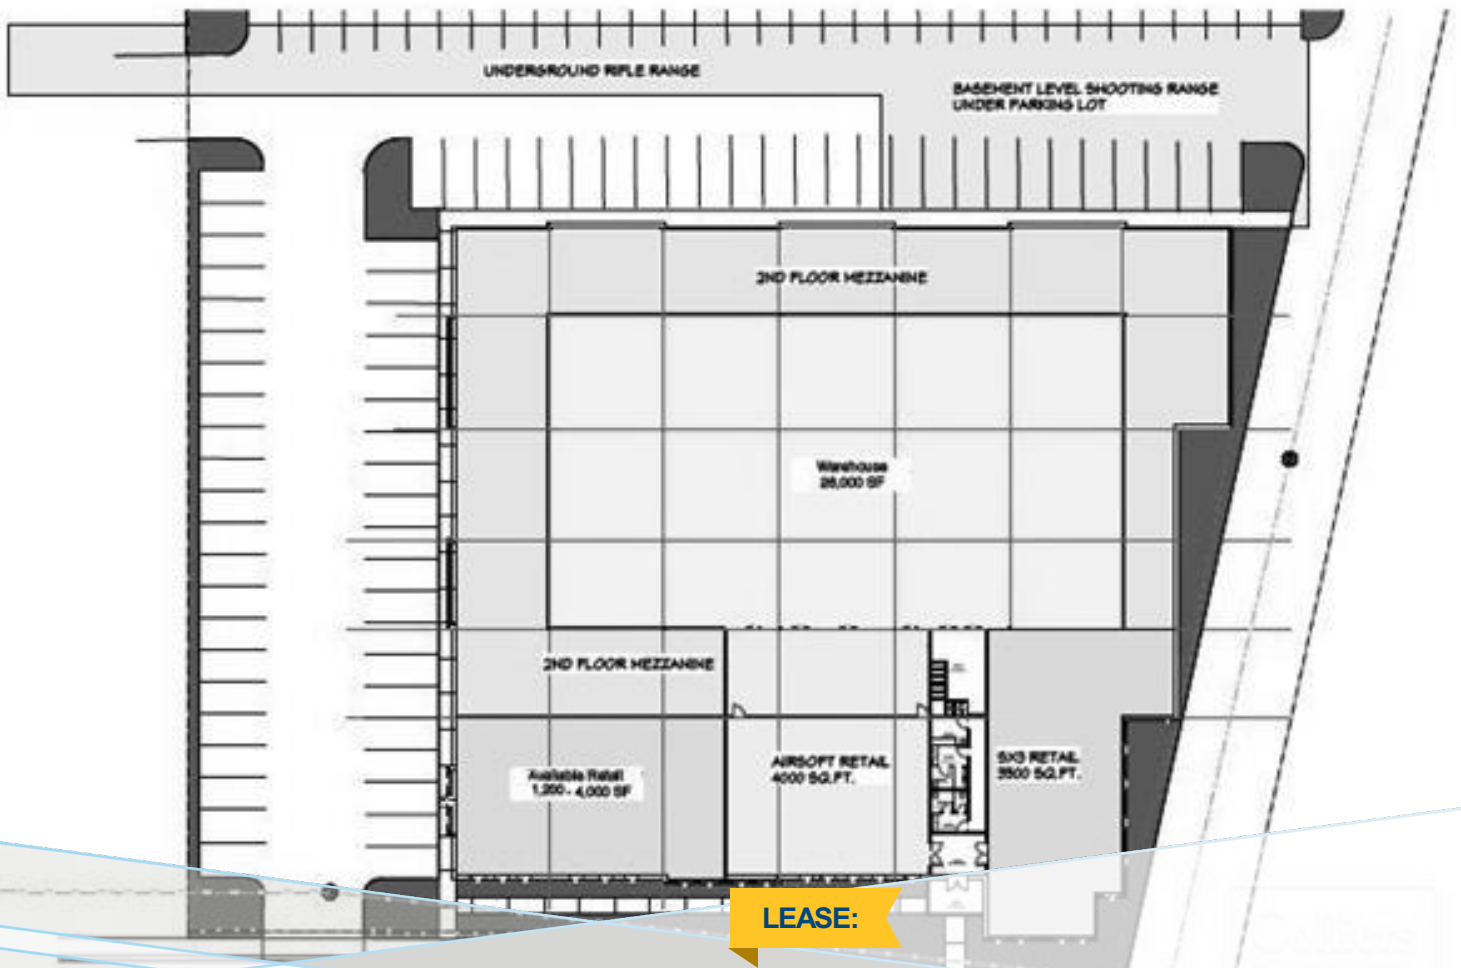 UNDERGROUND RIFLE RANGE
BASEMENT LEVEL SHOOTING RANGE
UNDER PARKING LOT
2ND FLOOR MEZZANINE
Warehouse
28,000 SF
2ND FLOOR MEZZANINE
Available Retail
1,200 - 4,000 SF
AIRSOFT RETAIL
4000 SQ.FT.
RETAIL
3500 SQ.FT.
LEASE: